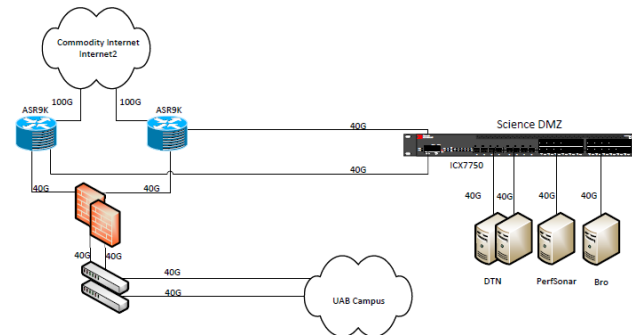 Commodity Internet
Internet2
100G
100G
ASR9K
ASR9K
40G
Science DMZ
ICX7750
40G
40G
40G
40G
40G
40G
40G
40G
40G
40G
DTN
PerfSonar
Bro
40G
40G
UAB Campus